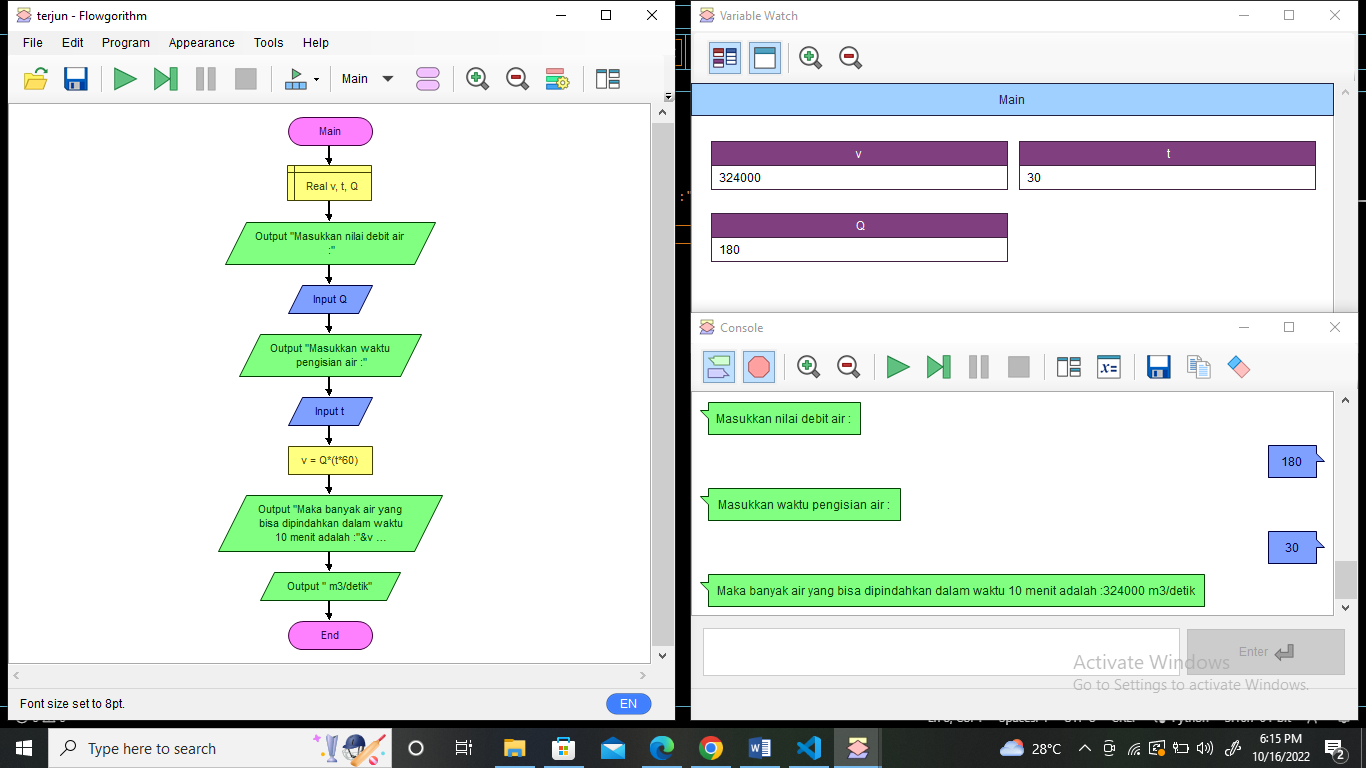 terjun - Flowgorithm
File Edit Program Appearance Tools Help
Main
Main
Real v, t, Q
Output "Masukkan nilai debit air
:"
Input Q
Output "Masukkan waktu
pengisian air :"
Input t
v = Q*(t*60)
Output "Maka banyak air yang
bisa dipindahkan dalam waktu
10 menit adalah :"&v ...
Output " m3/detik"
End
Font size set to 8pt.
EN
Variable Watch
Main
v
324000
t
30
Q
180
Console
x=
Masukkan nilai debit air :
180
Masukkan waktu pengisian air :
30
Maka banyak air yang bisa dipindahkan dalam waktu 10 menit adalah :324000 m3/detik
Enter
Activate Windows
Go to Settings to activate Windows.
Type here to search
28°C
6:15 PM
10/16/2022
2